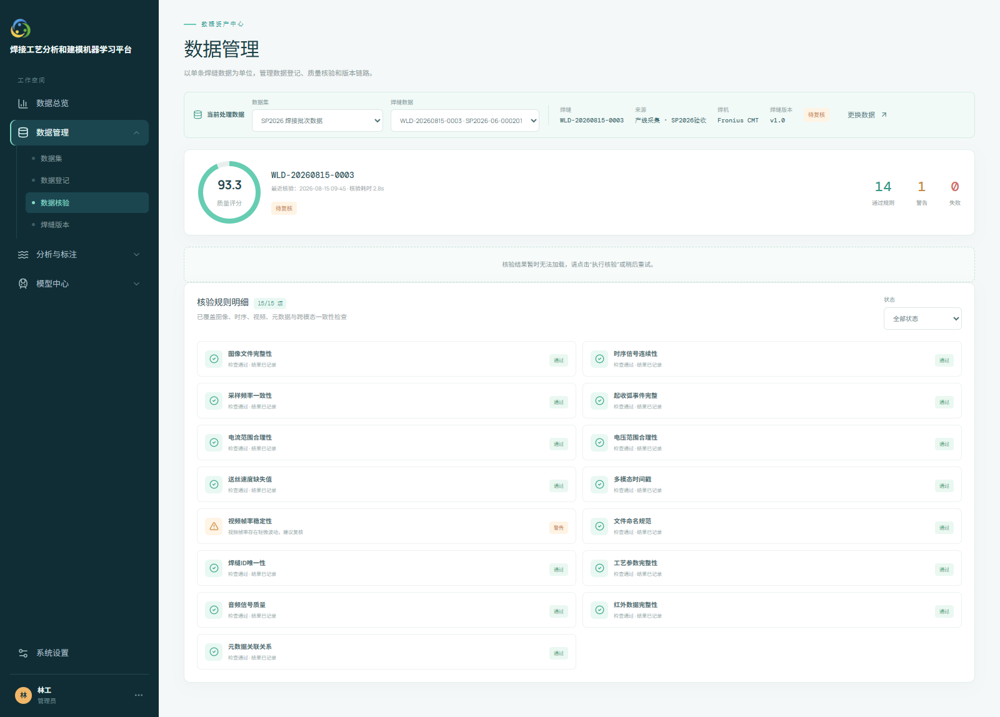 焊接工艺分析和建模机器学习平台
工作空间
数据总览
数据管理
数据集
数据登记
数据核验
焊缝版本
分析与标注
模型中心
系统设置
林
林工
管理员
数据资产中心
数据管理
以单条焊缝数据为单位，管理数据登记、质量核验和版本链路。
当前处理数据
数据集
SP2026 焊接批次数据
焊缝数据
WLD-20260815-0003 · SP2026-06-000201
焊缝
WLD-20260815-0003
来源
产线采集 · SP2026验收
焊机
Fronius CMT
焊缝版本
v1.0
待复核
更换数据
93.3
质量评分
WLD-20260815-0003
最近核验：2026-08-15 09:45 · 核验耗时 2.8s
待复核
14
通过规则
1
警告
0
失败
核验结果暂时无法加载，请点击“执行核验”或稍后重试。
核验规则明细
15/15 项
已覆盖图像、时序、视频、元数据与跨模态一致性检查
状态
全部状态
图像文件完整性
检查通过 · 结果已记录
通过
时序信号连续性
检查通过 · 结果已记录
通过
采样频率一致性
检查通过 · 结果已记录
通过
起收弧事件完整
检查通过 · 结果已记录
通过
电流范围合理性
检查通过 · 结果已记录
通过
电压范围合理性
检查通过 · 结果已记录
通过
送丝速度缺失值
检查通过 · 结果已记录
通过
多模态时间戳
检查通过 · 结果已记录
通过
视频帧率稳定性
视频帧率存在轻微波动，建议复核
警告
文件命名规范
检查通过 · 结果已记录
通过
焊缝ID唯一性
检查通过 · 结果已记录
通过
工艺参数完整性
检查通过 · 结果已记录
通过
音频信号质量
检查通过 · 结果已记录
通过
红外数据完整性
检查通过 · 结果已记录
通过
元数据关联关系
检查通过 · 结果已记录
通过